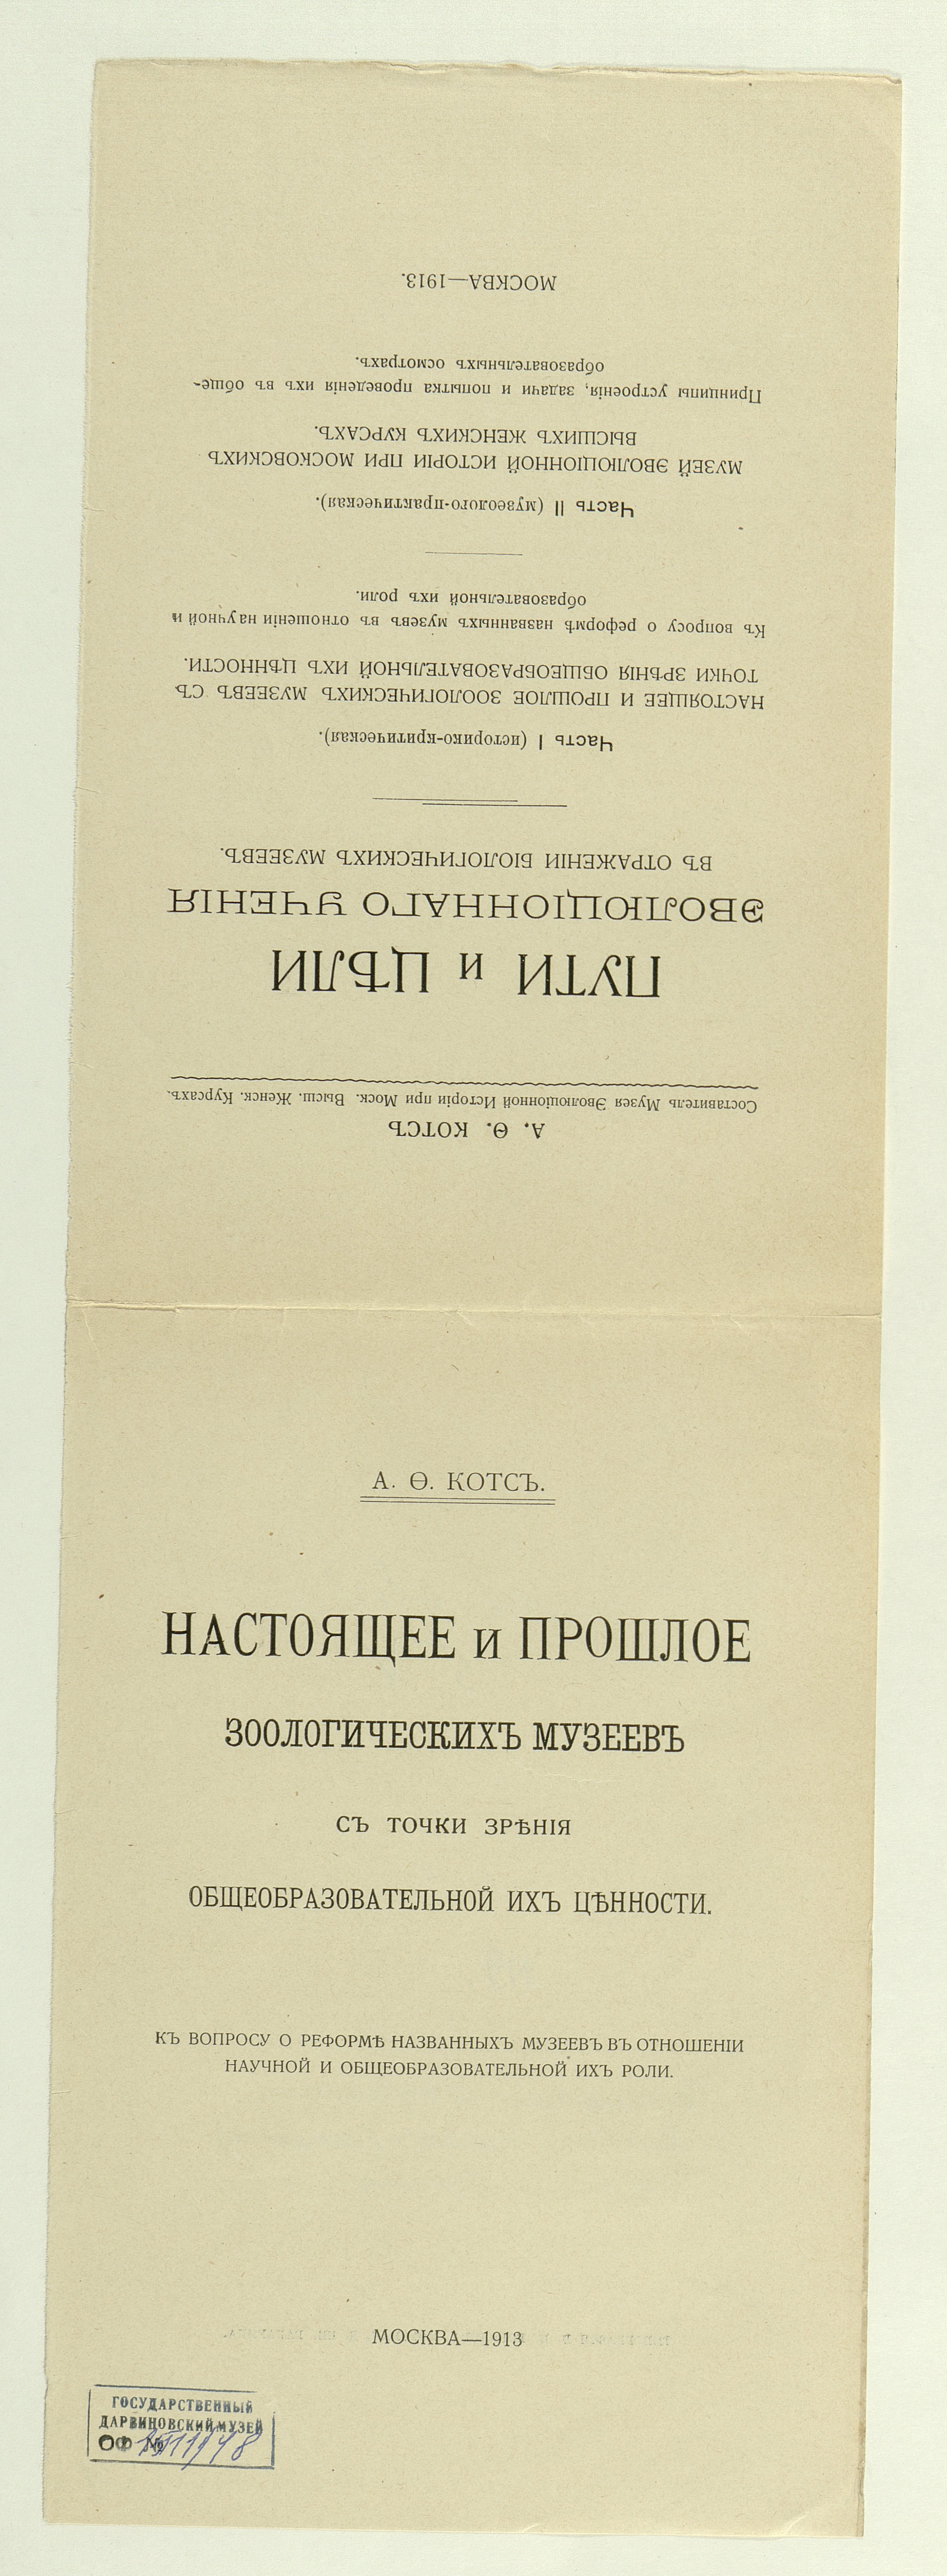 А. Ѳ. КОТСЪ
Составитель Музея Эволюціонной Исторіи при Моск. Высш. Женск. Курсахъ.
ПУТИ и ЦѢЛИ
ЭВОЛЮЦІОННАГО УЧЕНІЯ
ВЪ ОТРАЖЕНІИ БІОЛОГИЧЕСКИХЪ МУЗЕЕВЪ.
Часть I (историко-критическая).
НАСТОЯЩЕЕ И ПРОШЛОЕ ЗООЛОГИЧЕСКИХЪ МУЗЕЕВЪ СЪ
ТОЧКИ ЗРѢНІЯ ОБЩЕОБРАЗОВАТЕЛЬНОЙ ИХЪ ЦѢННОСТИ.
Къ вопросу о реформѣ названныхъ музеевъ въ отношеніи научной и
образовательной ихъ роли.
Часть II (музеолого-практическая).
МУЗЕЙ ЭВОЛЮЦІОННОЙ ИСТОРІИ ПРИ МОСКОВСКИХЪ
ВЫСШИХЪ ЖЕНСКИХЪ КУРСАХЪ.
Принципы устроенія, задачи и попытка проведенія ихъ въ обще-
образовательныхъ осмотрахъ.
МОСКВА—1913.
А. Ѳ. КОТСЪ.
НАСТОЯЩЕЕ и ПРОШЛОЕ
ЗООЛОГИЧЕСКИХЪ МУЗЕЕВЪ
СЪ ТОЧКИ ЗРѢНІЯ
ОБЩЕОБРАЗОВАТЕЛЬНОЙ ИХЪ ЦѢННОСТИ.
КЪ ВОПРОСУ О РЕФОРМѢ НАЗВАННЫХЪ МУЗЕЕВЪ ВЪ ОТНОШЕНІИ
НАУЧНОЙ И ОБЩЕОБРАЗОВАТЕЛЬНОЙ ИХЪ РОЛИ.
МОСКВА—1913
ГОСУДАРСТВЕННЫЙ
ДАРВИНОВСКИЙ МУЗЕЙ
ОФ №